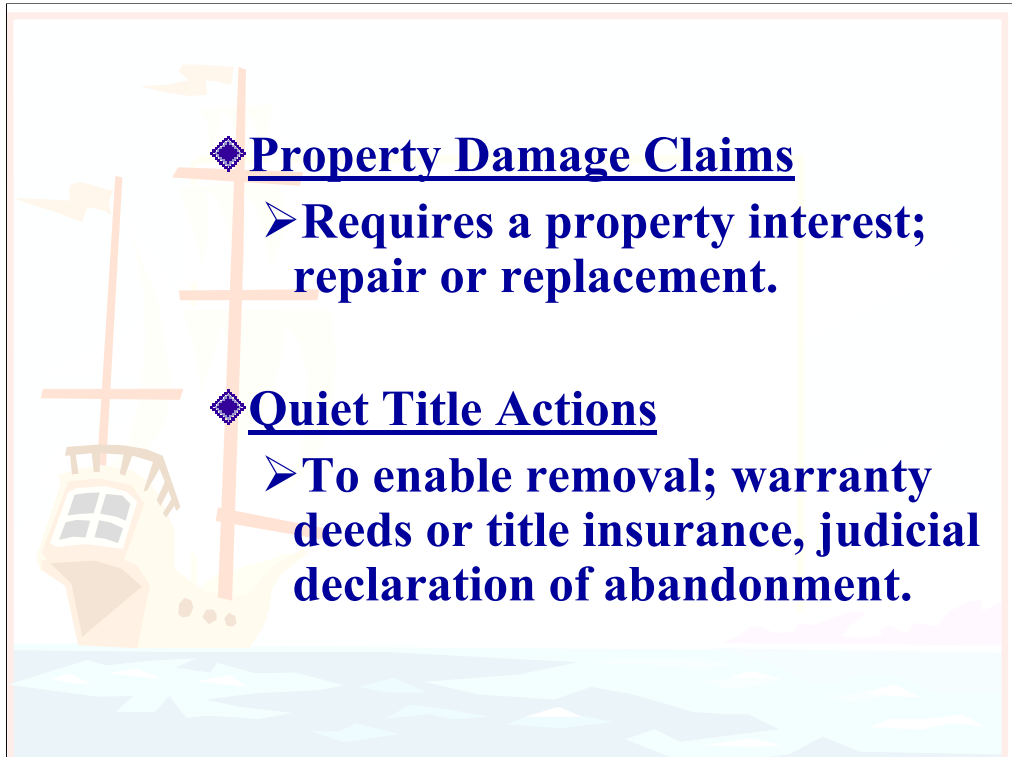 Property Damage Claims
Requires a property interest;
repair or replacement.
Quiet Title Actions
To enable removal; warranty
deeds or title insurance, judicial
declaration of abandonment.